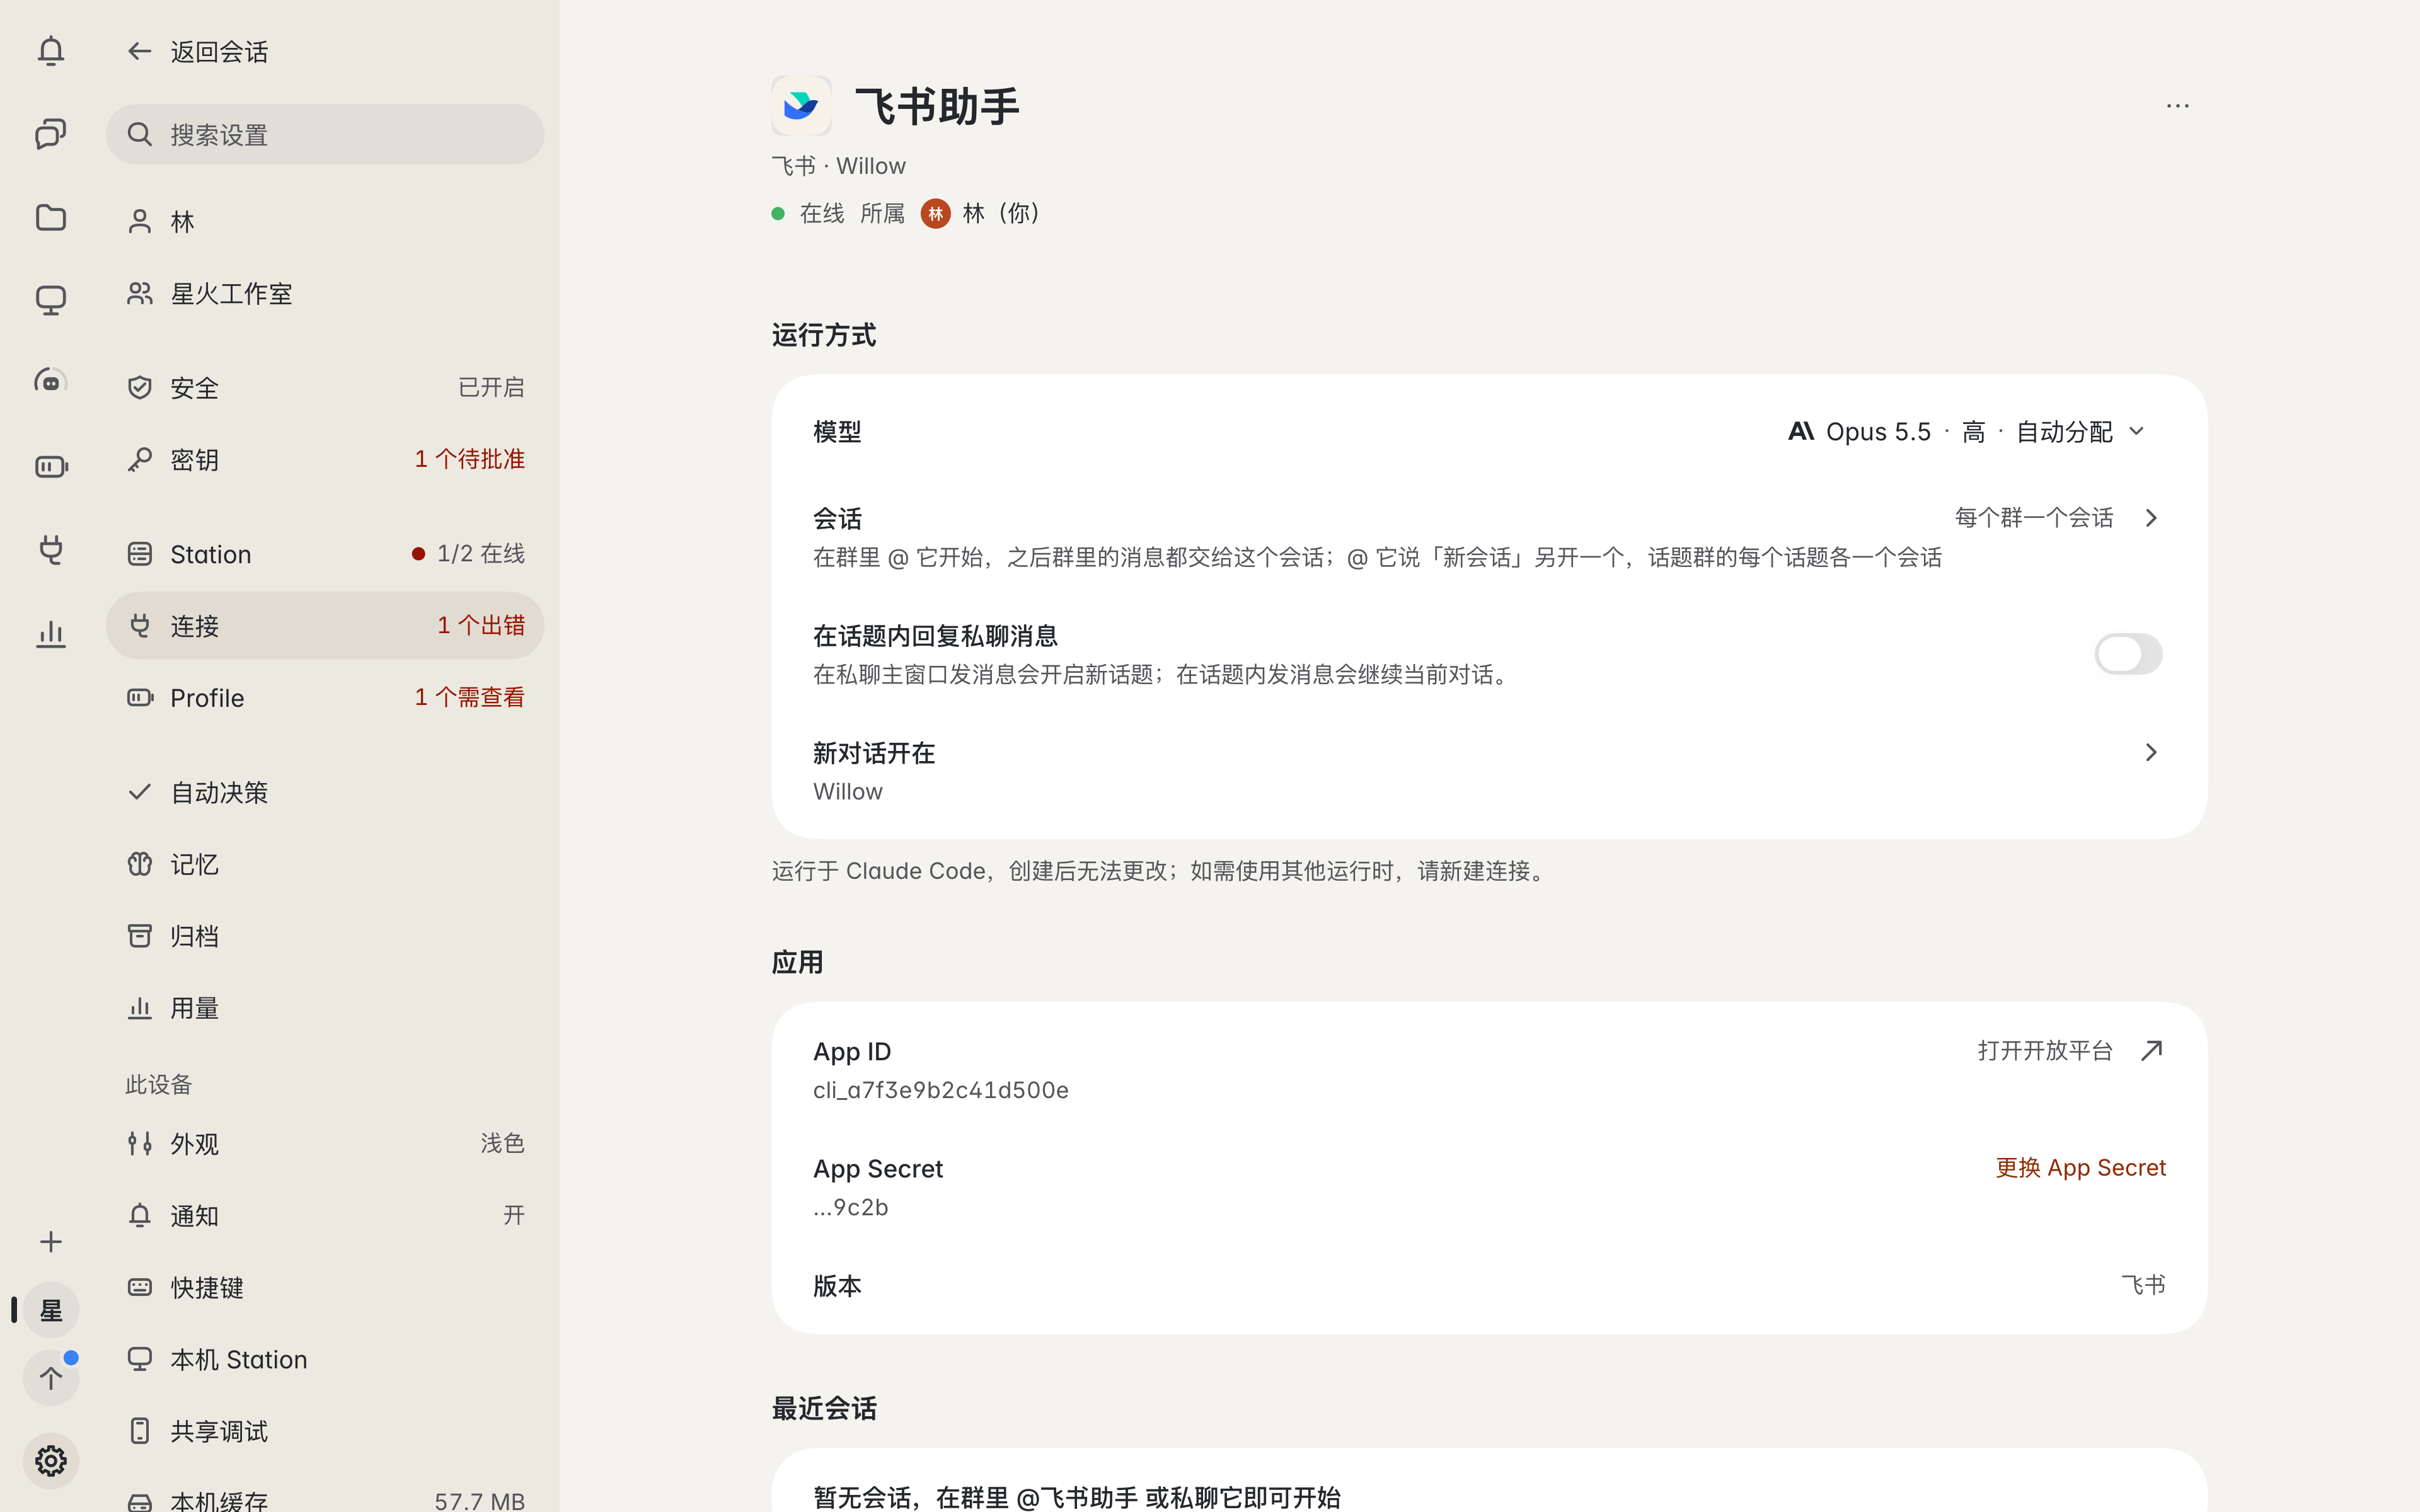 返回会话
搜索设置
林
星火工作室
安全 已开启
密钥 1 个待批准
Station 1/2 在线
连接 1 个出错
Profile 1 个需查看
自动决策
记忆
归档
用量
此设备
外观 浅色
通知 开
快捷键
本机 Station
共享调试
本机缓存 57.7 MB
星
个
飞书助手
飞书 · Willow
在线 所属 林 林（你）
运行方式
模型 Opus 5.5 · 高 · 自动分配
会话 每个群一个会话
在群里 @ 它开始，之后群里的消息都交给这个会话；@ 它说「新会话」另开一个，话题群的每个话题各一个会话
在话题内回复私聊消息
在私聊主窗口发消息会开启新话题；在话题内发消息会继续当前对话。
新对话开在
Willow
运行于 Claude Code，创建后无法更改；如需使用其他运行时，请新建连接。
应用
App ID 打开开放平台
cli_a7f3e9b2c41d500e
App Secret 更换 App Secret
...9c2b
版本 飞书
最近会话
暂无会话，在群里 @飞书助手 或私聊它即可开始